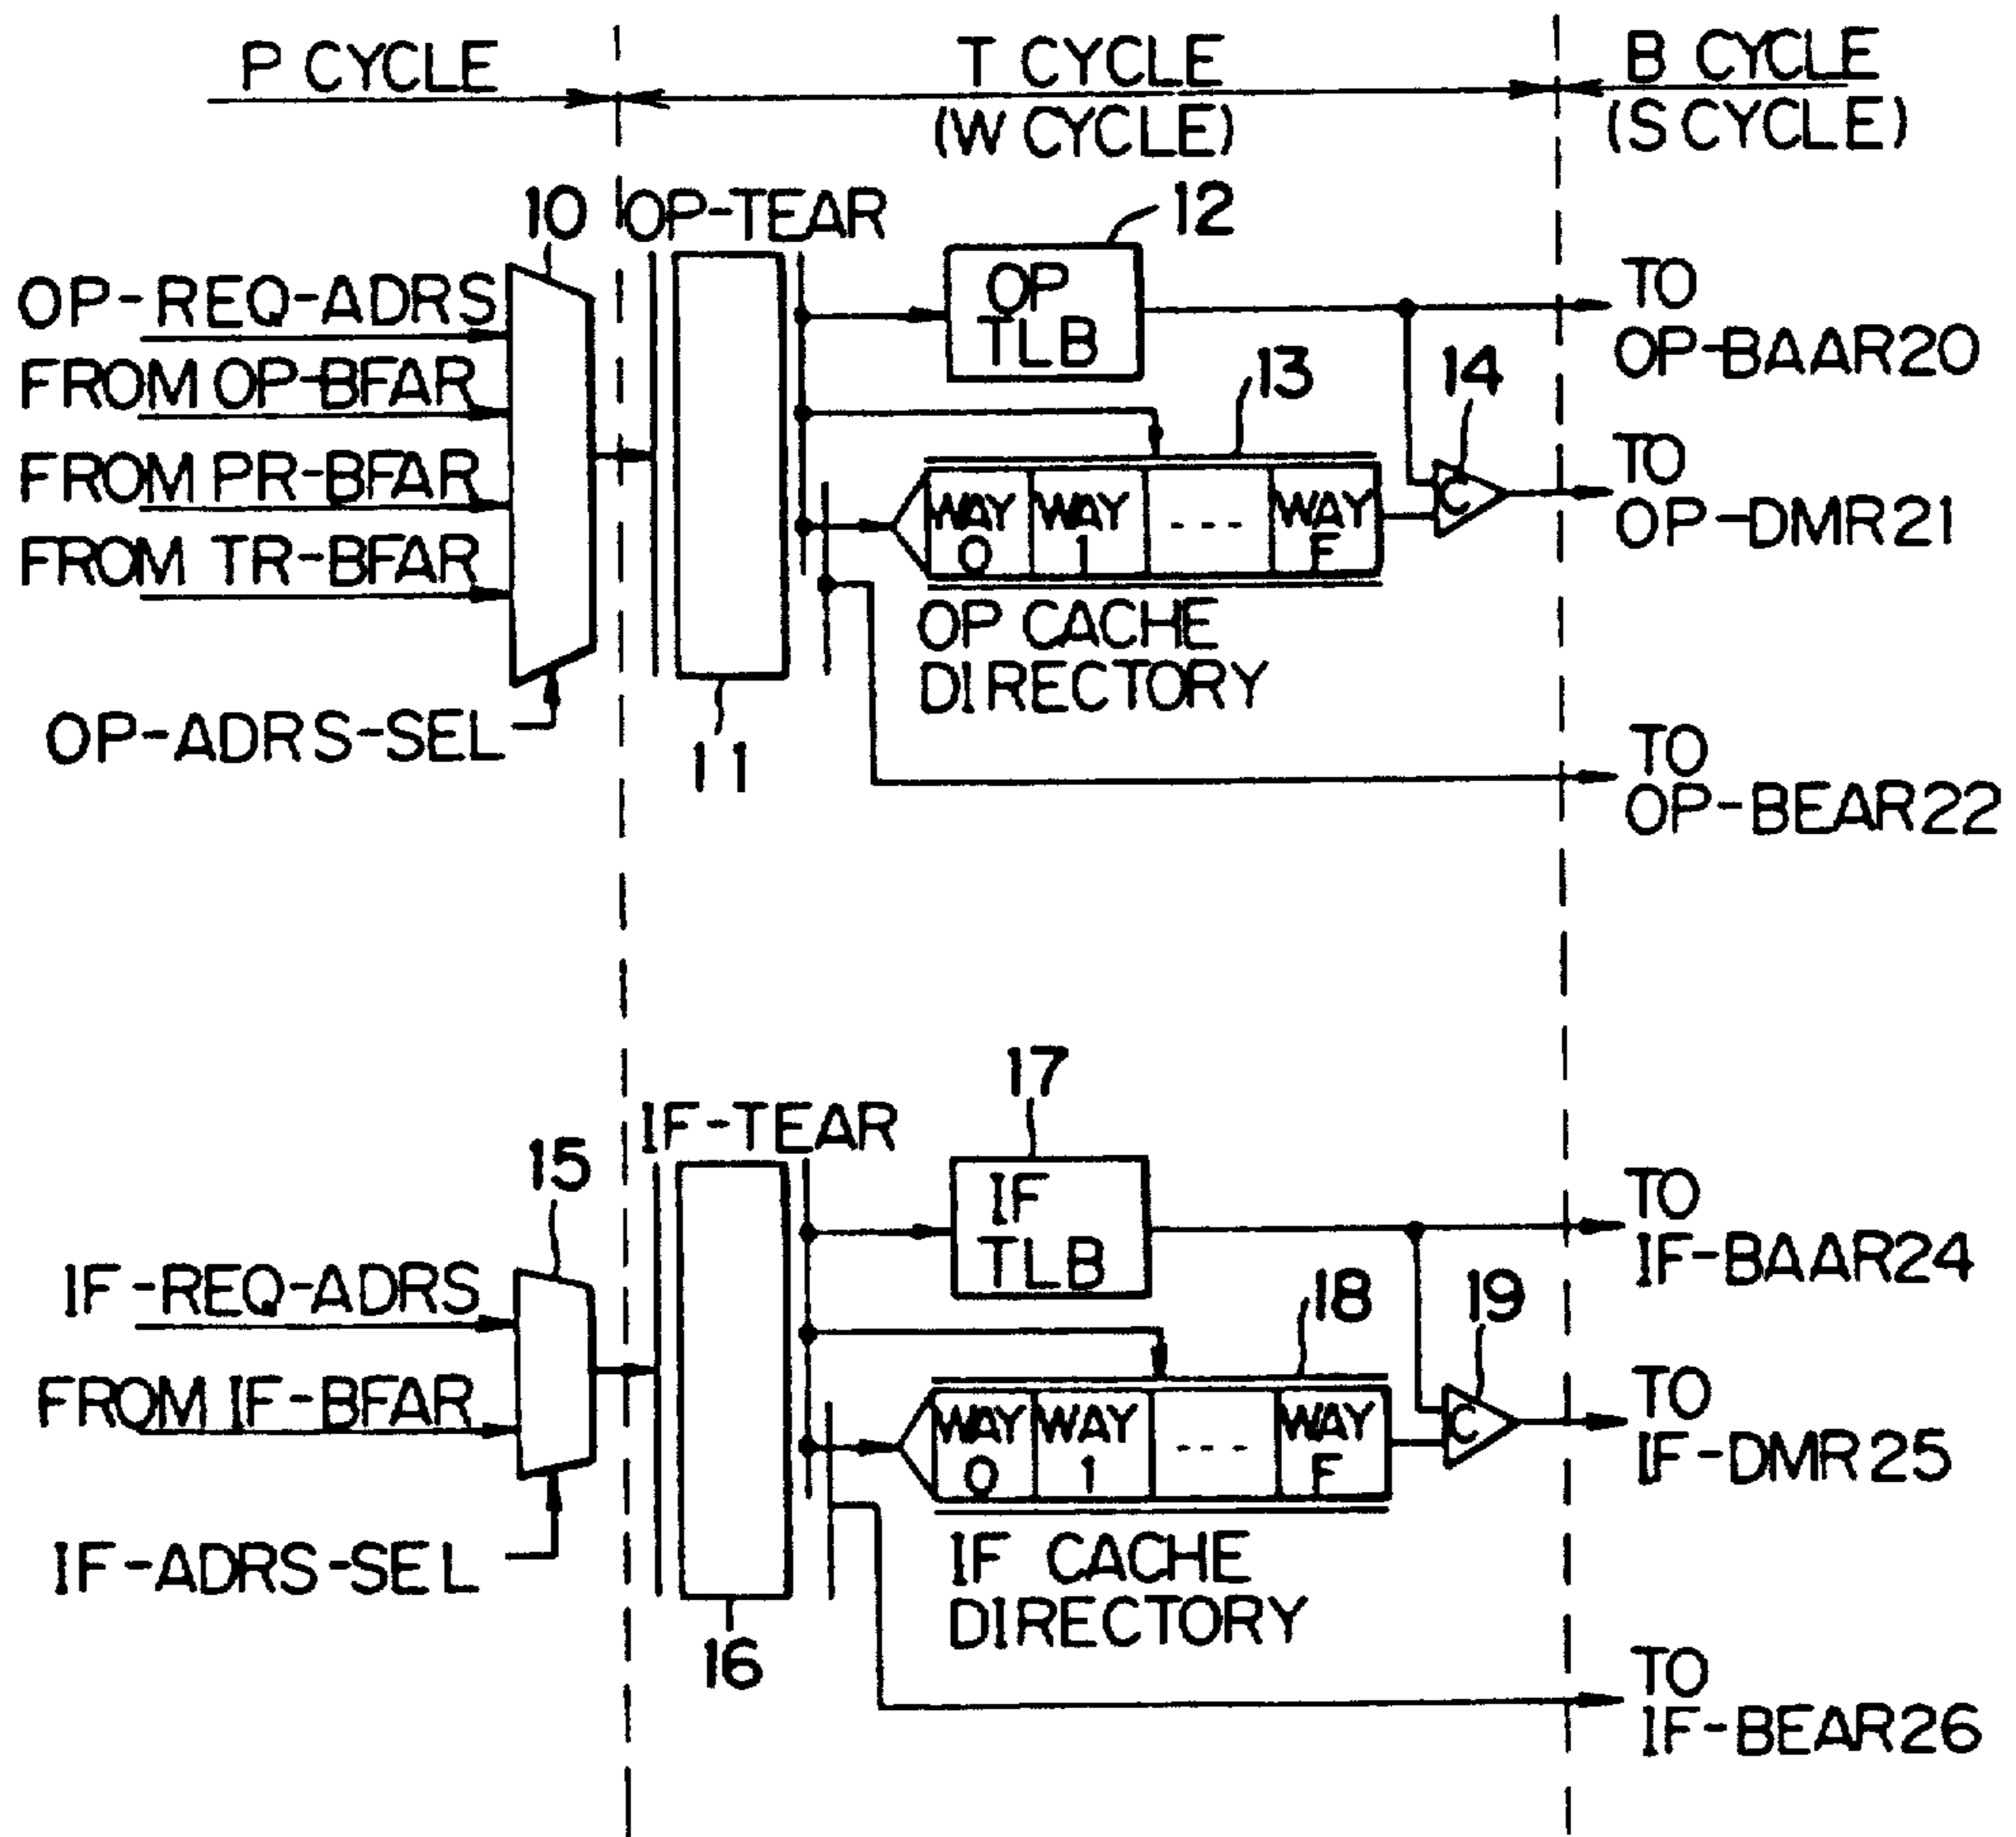 P CYCLE
T CYCLE
(W CYCLE)
B CYCLE
(S CYCLE)
10
OP-TEAR
12
OP-REQ-ADRS
FROM OP-BFAR
FROM PR-BFAR
FROM TR-BFAR
OP-ADRS-SEL
11
OP
TLB
13
14
C
WAY
0
WAY
1
---
WAY
F
OP CACHE
DIRECTORY
TO
OP-BAAR20
TO
OP-DMR21
TO
OP-BEAR22
15
IF-TEAR
17
IF-REQ-ADRS
FROM IF-BFAR
IF-ADRS-SEL
16
IF
TLB
18
19
C
WAY
0
WAY
1
---
WAY
F
IF CACHE
DIRECTORY
TO
IF-BAAR24
TO
IF-DMR25
TO
IF-BEAR26